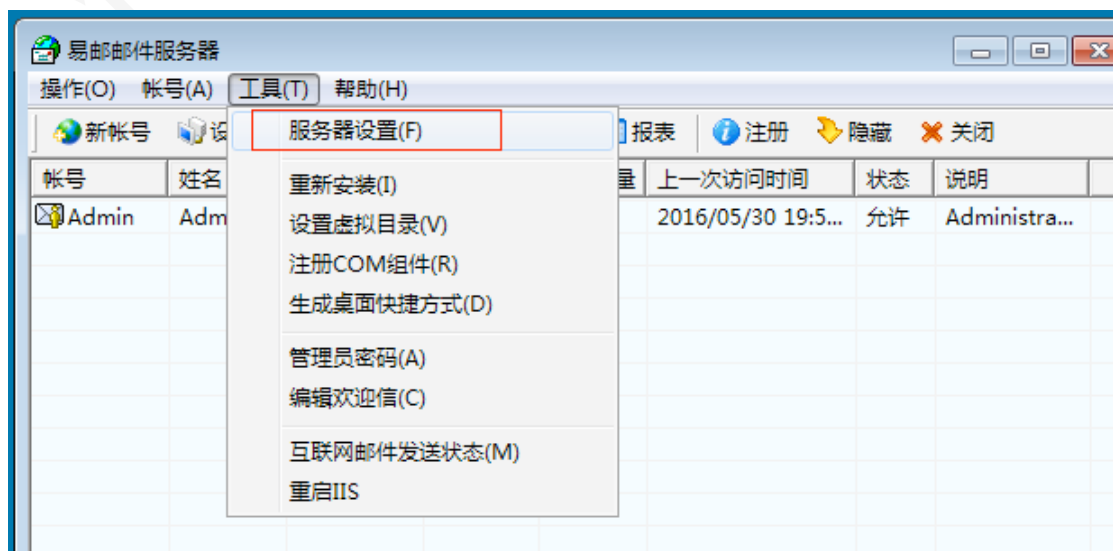 易邮邮件服务器
操作(O) 帐号(A) 工具(T) 帮助(H)
新帐号 设 报表 注册 隐藏 关闭
服务器设置(F)
帐号 姓名 量 上一次访问时间 状态 说明
Admin Adm 2016/05/30 19:5... 允许 Administra...
重新安装(I)
设置虚拟目录(V)
注册COM组件(R)
生成桌面快捷方式(D)
管理员密码(A)
编辑欢迎信(C)
互联网邮件发送状态(M)
重启IIS